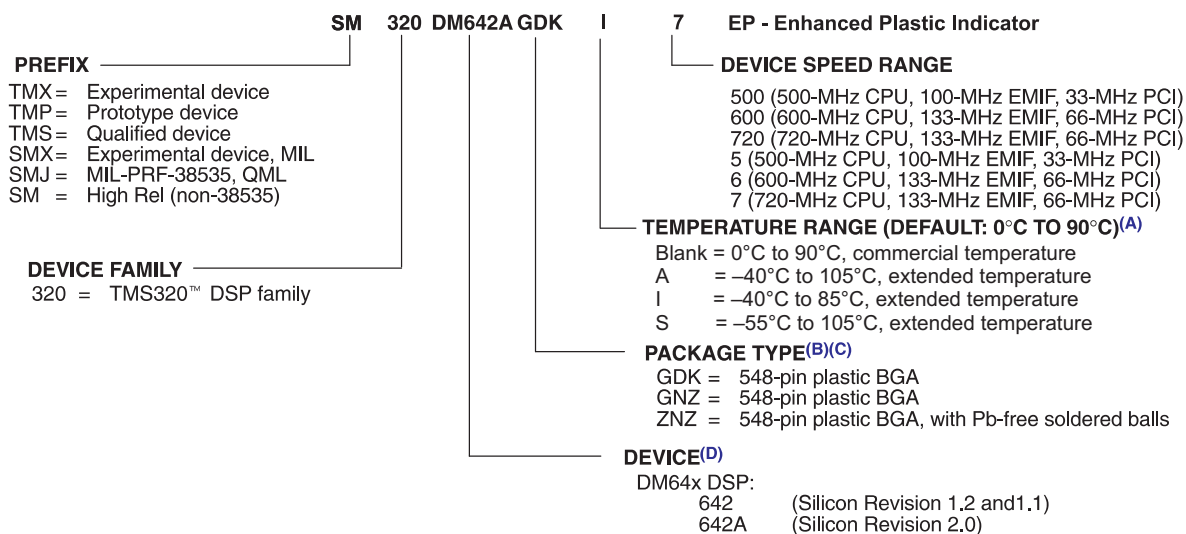 SM 320 DM642A GDK I 7 EP - Enhanced Plastic Indicator
PREFIX
TMX = Experimental device
TMP = Prototype device
TMS = Qualified device
SMX = Experimental device, MIL
SMJ = MIL-PRF-38535, QML
SM = High Rel (non-38535)
DEVICE SPEED RANGE
500 (500-MHz CPU, 100-MHz EMIF, 33-MHz PCI)
600 (600-MHz CPU, 133-MHz EMIF, 66-MHz PCI)
720 (720-MHz CPU, 133-MHz EMIF, 66-MHz PCI)
5 (500-MHz CPU, 100-MHz EMIF, 33-MHz PCI)
6 (600-MHz CPU, 133-MHz EMIF, 66-MHz PCI)
7 (720-MHz CPU, 133-MHz EMIF, 66-MHz PCI)
TEMPERATURE RANGE (DEFAULT: 0°C TO 90°C)(A)
Blank = 0°C to 90°C, commercial temperature
A = –40°C to 105°C, extended temperature
I = –40°C to 85°C, extended temperature
S = –55°C to 105°C, extended temperature
DEVICE FAMILY
320 = TMS320™ DSP family
PACKAGE TYPE(B)(C)
GDK = 548-pin plastic BGA
GNZ = 548-pin plastic BGA
ZNZ = 548-pin plastic BGA, with Pb-free soldered balls
DEVICE(D)
DM64x DSP:
642 (Silicon Revision 1.2 and1.1)
642A (Silicon Revision 2.0)